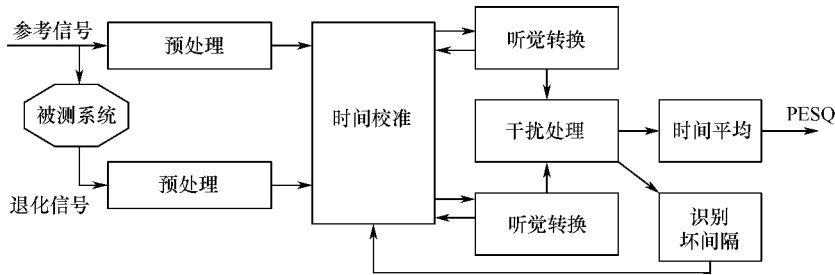 参考信号
预处理
听觉转换
被测系统
时间校准
干扰处理
时间平均
PESQ
退化信号
预处理
听觉转换
识别
坏间隔